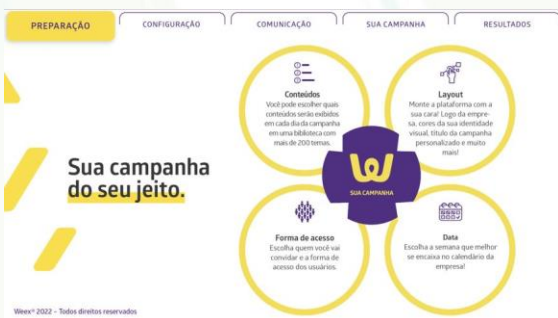 PREPARAÇÃO
CONFIGURAÇÃO
COMUNICAÇÃO
SUA CAMPANHA
RESULTADOS
Sua campanha
do seu jeito.
Conteúdos
Você pode escolher quais
conteúdos serão exibidos
em cada dia da campanha
em uma biblioteca com
mais de 200 temas.
Layout
Monte a plataforma com a
sua cara! Logo da empre-
sa, cores da sua identidade
visual, título da campanha
personalizado e muito
mais!
W
SUA CAMPANHA
Forma de acesso
Escolha quem você vai
convidar e a forma de
acesso dos usuários.
Data
Escolha a semana que melhor
se encaixa no calendário da
empresa!
Weex® 2022 - Todos direitos reservados